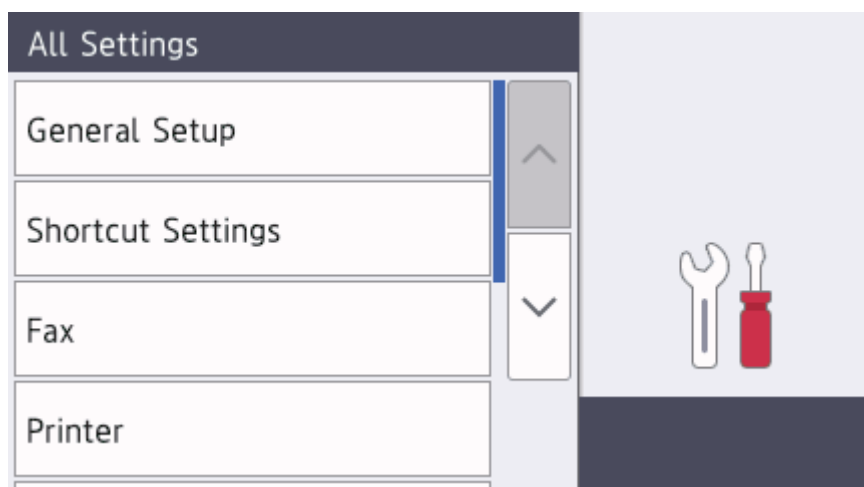 All Settings
General Setup
Shortcut Settings
Fax
Printer